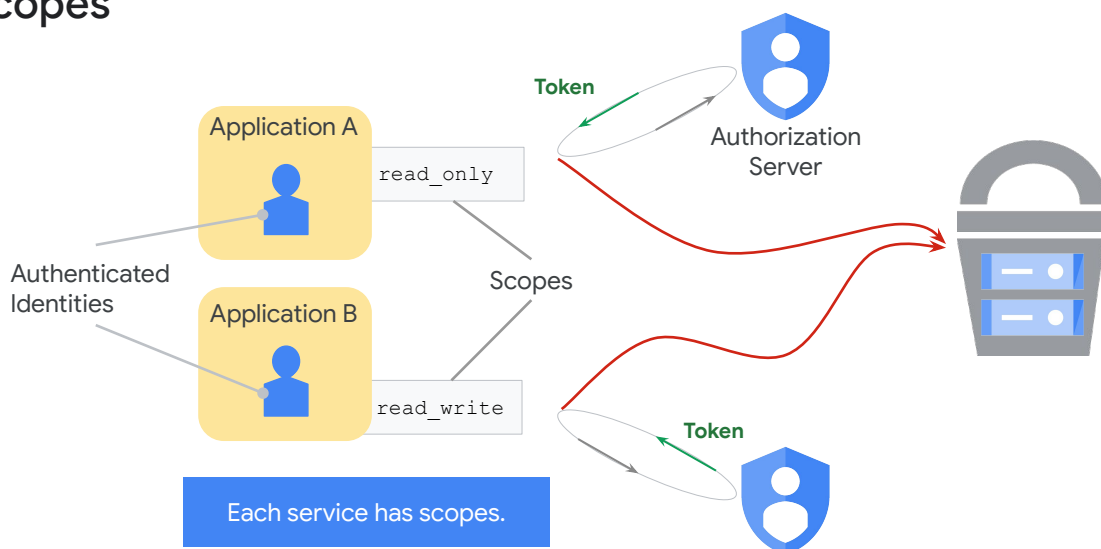 copes
Token
Authorization
Server
Application A
read_only
Authenticated
Identities
Scopes
Application B
read_write
Token
Each service has scopes.